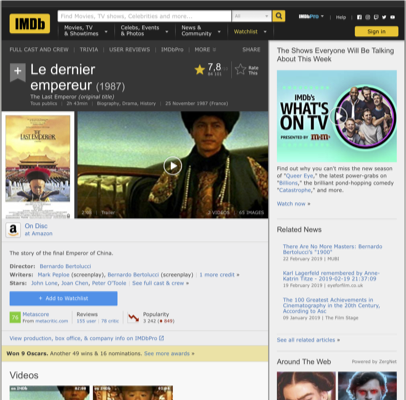 IMDb
Find Movies, TV shows, Celebrities and more...
All
IMDbPro
Help
Movies, TV
& Showtimes
Celebs, Events
& Photos
News &
Community
Watchlist
Sign in
FULL CAST AND CREW | TRIVIA | USER REVIEWS | IMDbPro | MORE
SHARE
Le dernier
empereur (1987)
7,8
Rate
This
The Last Emperor (original title)
Tous publics | 2h 43min | Biography, Drama, History | 25 November 1987 (France)
On Disc
at Amazon
The story of the final Emperor of China.
Director: Bernardo Bertolucci
Writers: Mark Peploe (screenplay), Bernardo Bertolucci (screenplay) | 1 more credit »
Stars: John Lone, Joan Chen, Peter O'Toole | See full cast & crew »
+ Add to Watchlist
Metascore
From metacritic.com
Reviews
155 user | 78 critic
Popularity
3 242
View production, box office, & company info on IMDbPro
Won 9 Oscars. Another 49 wins & 16 nominations. See more awards »
Videos
The Shows Everyone Will Be Talking
About This Week
IMDb's
WHAT'S
ON TV
PRESENTED BY m&m's
Find out why you can't miss the new season
of "Queer Eye," the latest power-grabs on
"Billions," the brilliant pond-hopping comedy
"Catastrophe," and more.
Watch now »
Related News
There Are No More Masters: Bernardo
Bertolucci's "1900"
22 February 2019 | MUBI
Karl Lagerfeld remembered by Anne-
Katrin Titze - 2019-02-19 21:37:09
19 February 2019 | eyeforfilm.co.uk
The 100 Greatest Achievements in
Cinematography in the 20th Century,
According to Asc
09 January 2019 | The Film Stage
See all related articles »
Around The Web
Powered by ZergNet